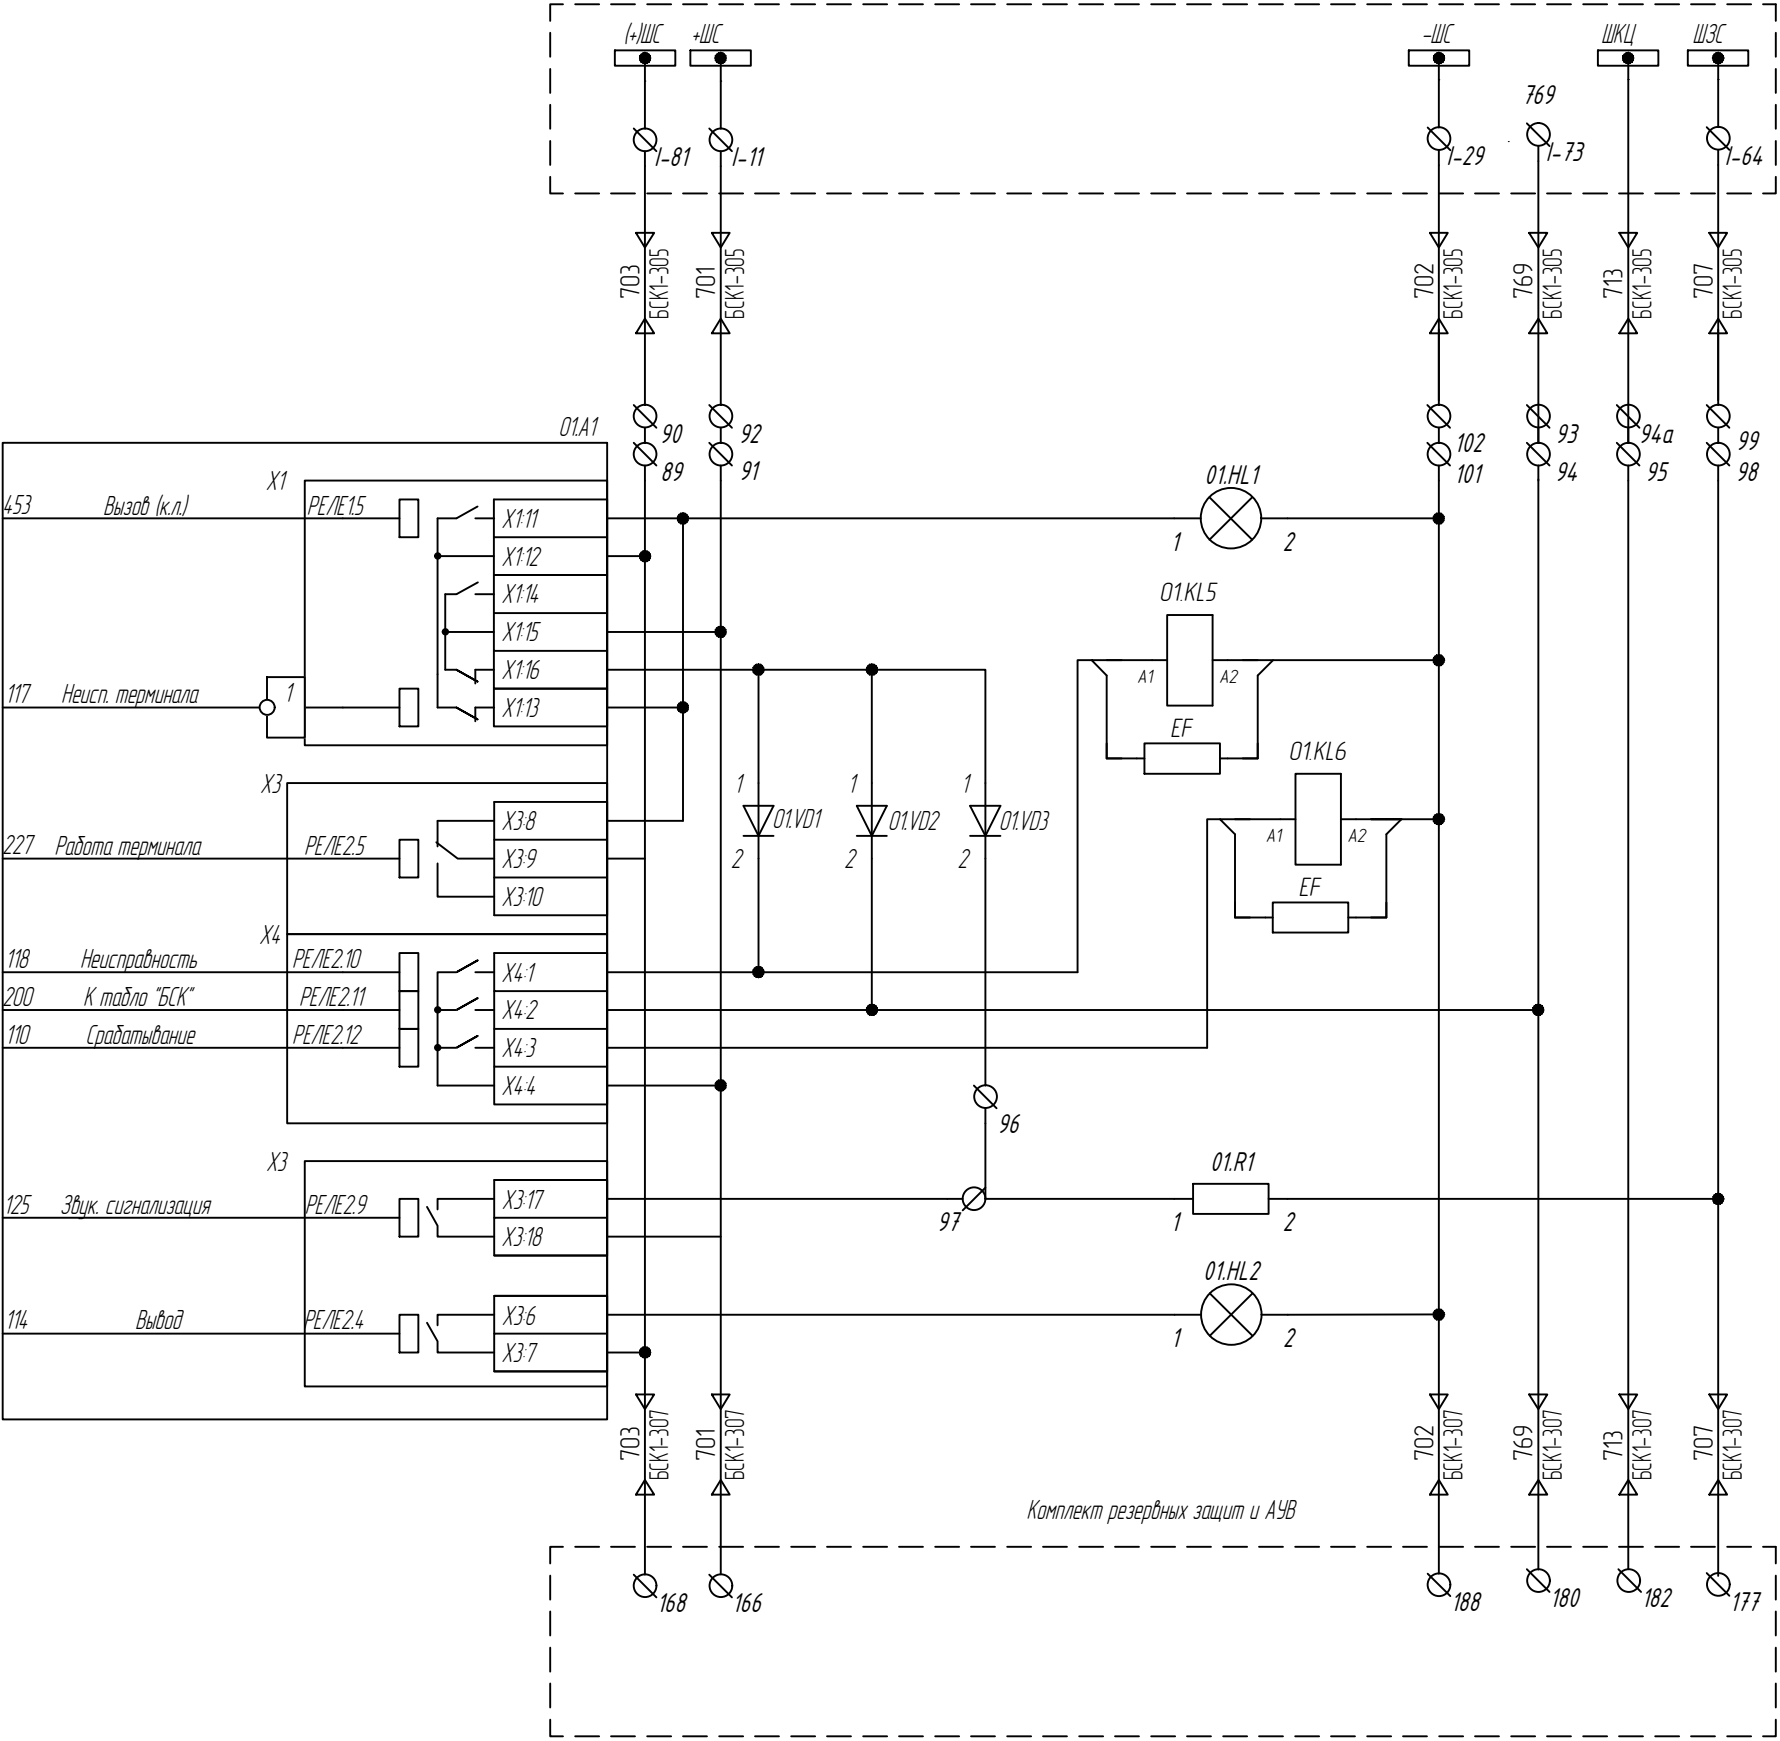 (+)ШС
+ШС
-ШС
ШКЦ
ШЗС
769
I-81
I-11
I-29
I-73
I-64
703
БСК1-305
701
БСК1-305
702
БСК1-305
769
БСК1-305
713
БСК1-305
707
БСК1-305
90
92
102
93
94а
99
89
91
101
94
95
98
01.А1
X1
453
Вызов (к.л.)
РЕЛЕ1.5
X1:11
X1:12
X1:14
X1:15
X1:16
X1:13
117
Неисп. терминала
1
01.HL1
1
2
01.KL5
A1
A2
EF
01.KL6
A1
A2
EF
X3
227
Работа терминала
РЕЛЕ2.5
X3:8
X3:9
X3:10
1
01.VD1
2
1
01.VD2
2
1
01.VD3
2
X4
118
Неисправность
РЕЛЕ2.10
X4:1
200
К табло "БСК"
РЕЛЕ2.11
X4:2
110
Срабатывание
РЕЛЕ2.12
X4:3
X4:4
96
X3
125
Звук. сигнализация
РЕЛЕ2.9
X3:17
X3:18
97
01.R1
1
2
114
Вывод
РЕЛЕ2.4
X3:6
X3:7
01.HL2
1
2
703
БСК1-307
701
БСК1-307
702
БСК1-307
769
БСК1-307
713
БСК1-307
707
БСК1-307
Комплект резервных защит и АУВ
168
166
188
180
182
177